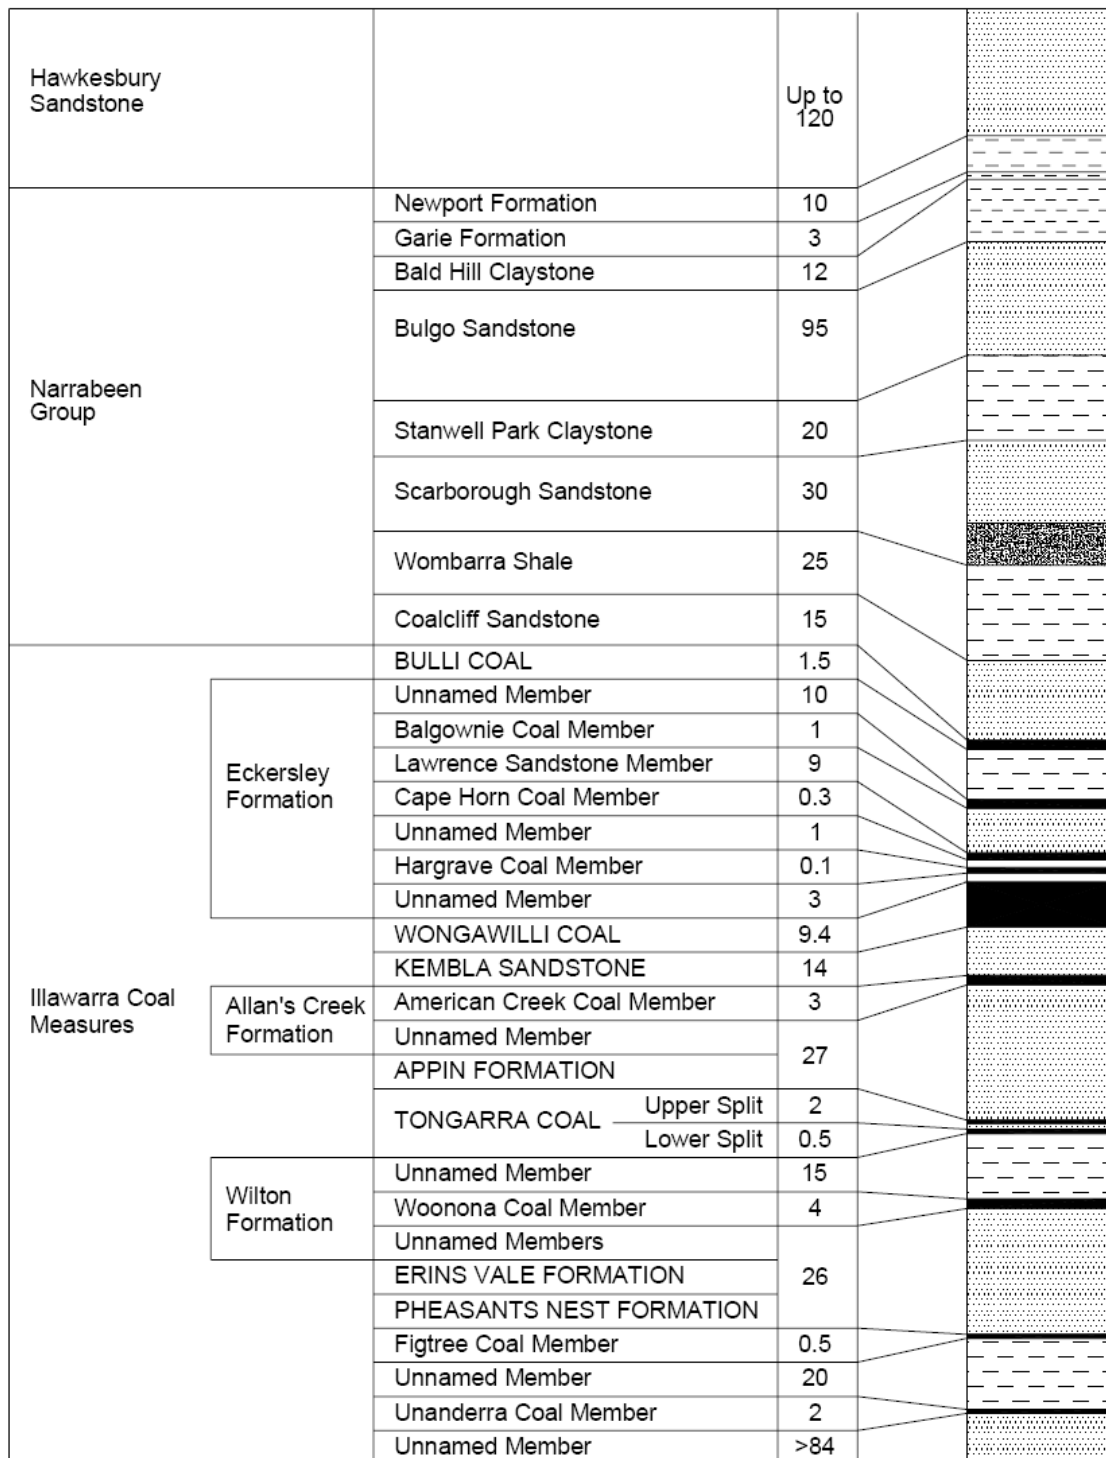 Hawkesbury
Sandstone
Up to
120
Narrabeen
Group
Newport Formation 10
Garie Formation 3
Bald Hill Claystone 12
Bulgo Sandstone 95
Stanwell Park Claystone 20
Scarborough Sandstone 30
Wombarra Shale 25
Coalcliff Sandstone 15
Illawarra Coal
Measures
BULLI COAL 1.5
Eckersley
Formation
Unnamed Member 10
Balgownie Coal Member 1
Lawrence Sandstone Member 9
Cape Horn Coal Member 0.3
Unnamed Member 1
Hargrave Coal Member 0.1
Unnamed Member 3
WONGAWILLI COAL 9.4
KEMBLA SANDSTONE 14
Allan's Creek
Formation
American Creek Coal Member 3
Unnamed Member
APPIN FORMATION
27
TONGARRA COAL
Upper Split 2
Lower Split 0.5
Wilton
Formation
Unnamed Member 15
Woonona Coal Member 4
Unnamed Members
ERINS VALE FORMATION
26
PHEASANTS NEST FORMATION
Figtree Coal Member 0.5
Unnamed Member 20
Unanderra Coal Member 2
Unnamed Member >84